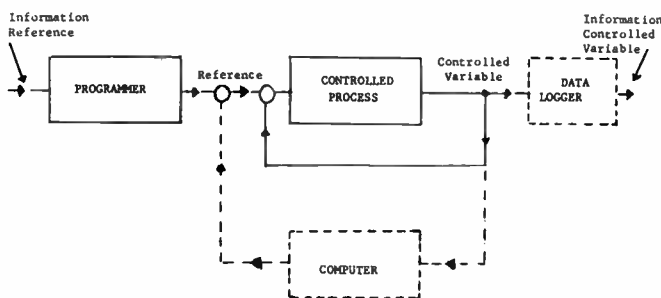 Information
Reference
PROGRAMMER
Reference
CONTROLLED
PROCESS
Controlled
Variable
DATA
LOGGER
Information
Controlled
Variable
COMPUTER